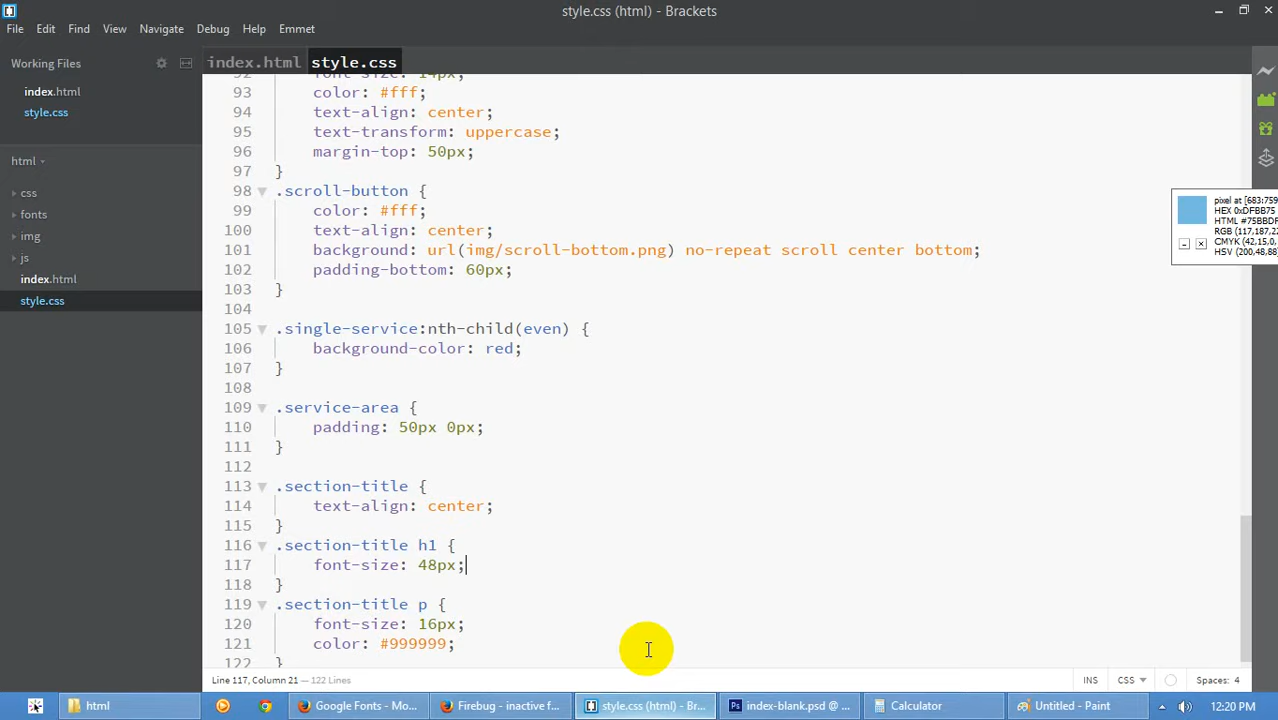 style.css (html) - Brackets
File Edit Find View Navigate Debug Help Emmet
Working Files
index.html
style.css
html
css
fonts
img
js
index.html
style.css
index.html style.css
92 font-size: 14px;
93 color: #fff;
94 text-align: center;
95 text-transform: uppercase;
96 margin-top: 50px;
97 }
98 .scroll-button {
99 color: #fff;
100 text-align: center;
101 background: url(img/scroll-bottom.png) no-repeat scroll center bottom;
102 padding-bottom: 60px;
103 }
104
105 .single-service:nth-child(even) {
106 background-color: red;
107 }
108
109 .service-area {
110 padding: 50px 0px;
111 }
112
113 .section-title {
114 text-align: center;
115 }
116 .section-title h1 {
117 font-size: 48px;
118 }
119 .section-title p {
120 font-size: 16px;
121 color: #999999;
122 }
pixel at [683:759
HEX 0xDFBB75
HTML #75BBDF
RGB (117,187,22
CMYK (42,15,0,
HSV (200,48,88
Line 117, Column 21 — 122 Lines
INS CSS Spaces: 4
html
Google Fonts - Mo...
Firebug - inactive f...
style.css (html) - Br...
index-blank.psd @ ...
Calculator
Untitled - Paint
12:20 PM